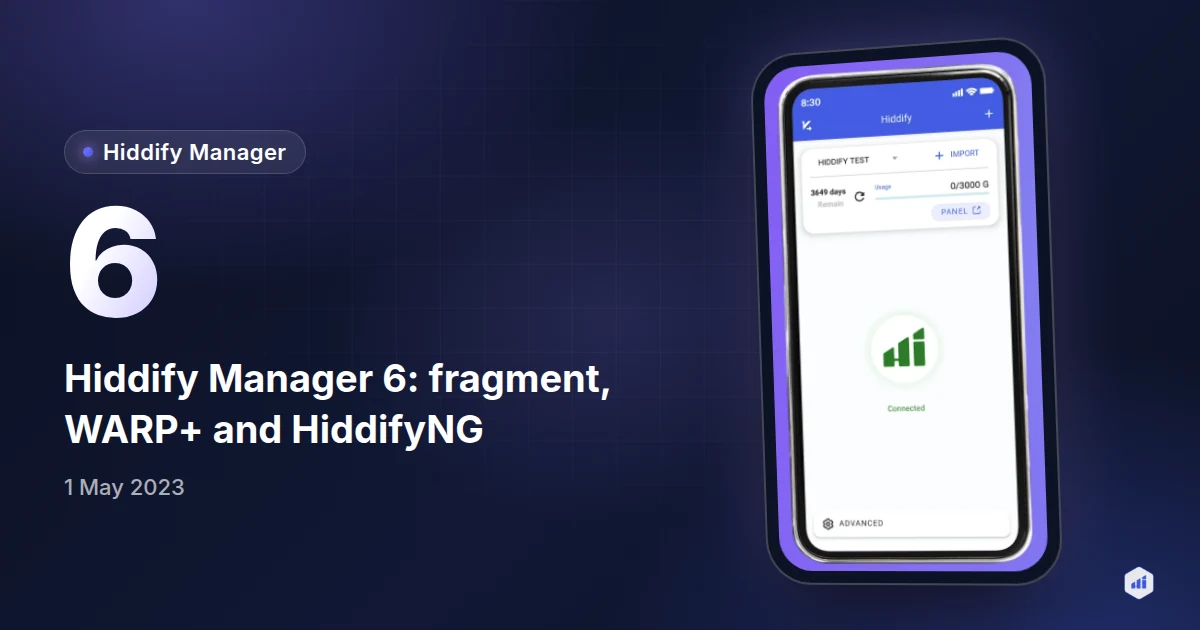 Hiddify Manager
6
Hiddify Manager 6: fragment,
WARP+ and HiddifyNG
1 May 2023
8:30
Hiddify
+
HIDDIFY TEST
+ IMPORT
3649 days
Remain
Usage
0/3000 G
PANEL
Connected
ADVANCED